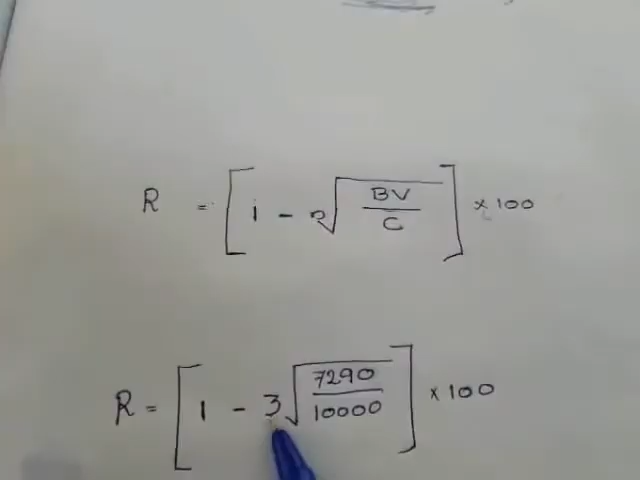 R = [1 - n√(BV/C)] × 100
R = [1 - 3√(7290/10000)] × 100